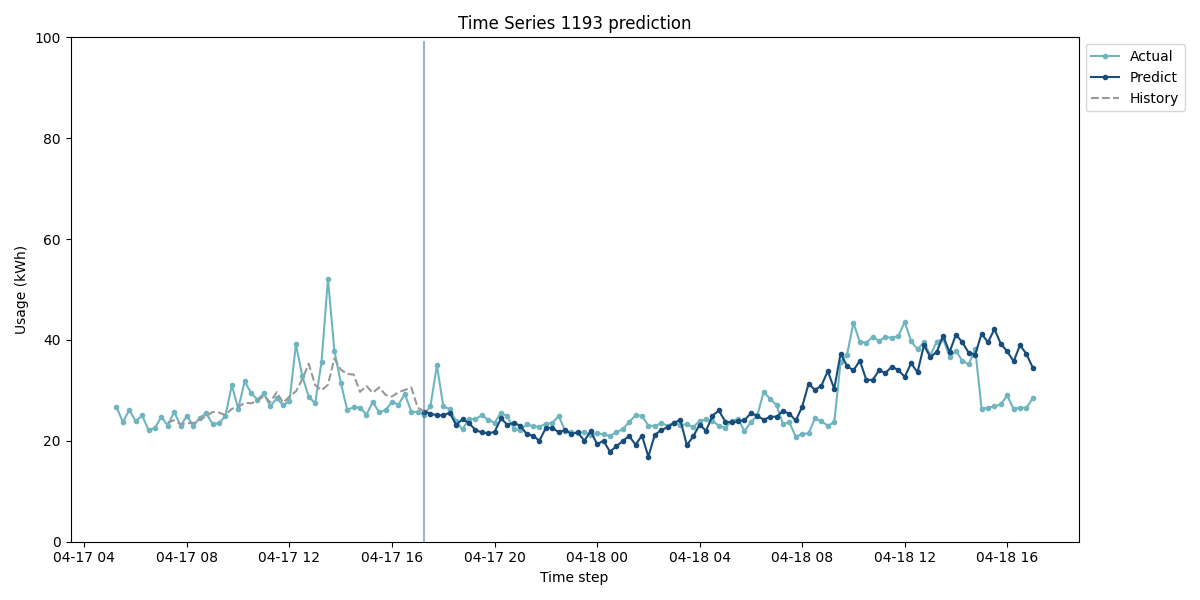 Time Series 1193 prediction
100
80
60
40
20
0
Usage (kWh)
04-17 04
04-17 08
04-17 12
04-17 16
04-17 20
04-18 00
04-18 04
04-18 08
04-18 12
04-18 16
Time step
Actual
Predict
History